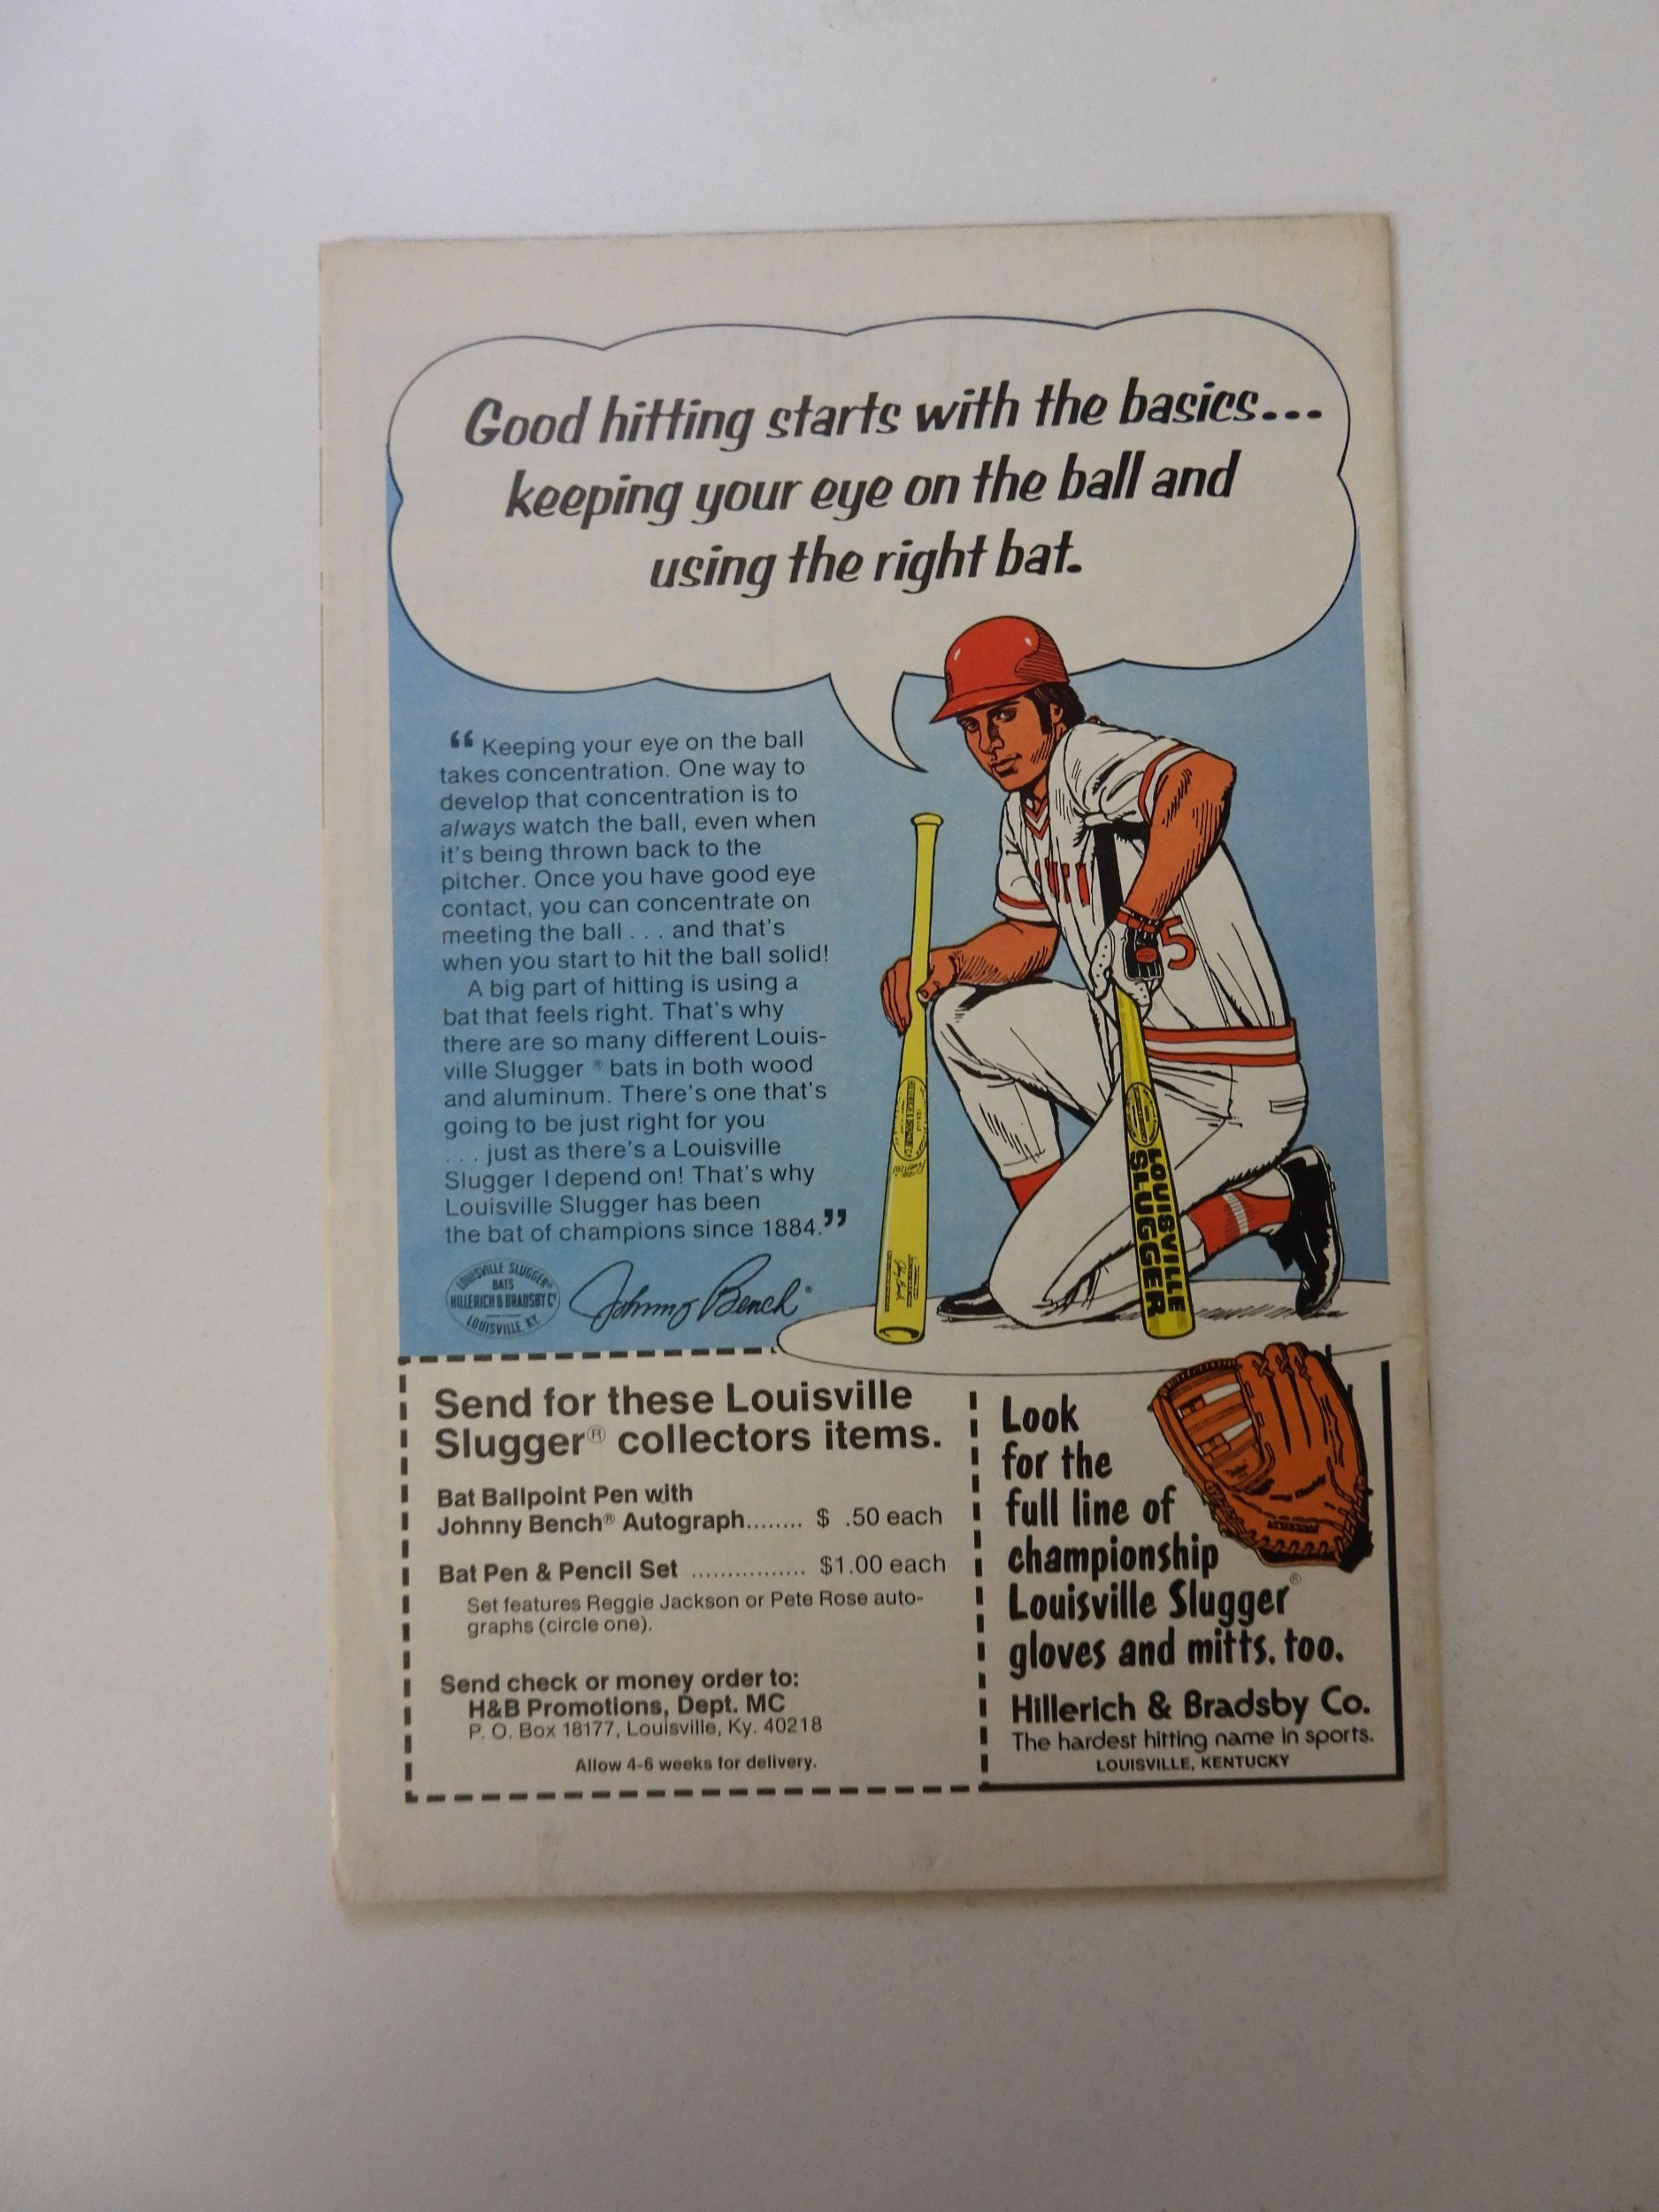 Good hitting starts with the basics...
keeping your eye on the ball and
using the right bat.
“ Keeping your eye on the ball
takes concentration. One way to
develop that concentration is to
always watch the ball, even when
it's being thrown back to the
pitcher. Once you have good eye
contact, you can concentrate on
meeting the ball . . . and that's
when you start to hit the ball solid!
A big part of hitting is using a
bat that feels right. That's why
there are so many different Louis-
ville Slugger ® bats in both wood
and aluminum. There's one that's
going to be just right for you
. . . just as there's a Louisville
Slugger I depend on! That's why
Louisville Slugger has been
the bat of champions since 1884.”
LOUISVILLE SLUGGER®
BATS
HILLERICH & BRADSBY Cº
LOUISVILLE KY.
Johnny Bench®
5
LOUISVILLE
SLUGGER
Send for these Louisville
Slugger® collectors items.
Bat Ballpoint Pen with
Johnny Bench® Autograph........ $ .50 each
Bat Pen & Pencil Set ................ $1.00 each
Set features Reggie Jackson or Pete Rose auto-
graphs (circle one).
Send check or money order to:
H&B Promotions, Dept. MC
P. O. Box 18177, Louisville, Ky. 40218
Allow 4-6 weeks for delivery.
Look
for the
full line of
championship
Louisville Slugger®
gloves and mitts, too.
Hillerich & Bradsby Co.
The hardest hitting name in sports.
LOUISVILLE, KENTUCKY